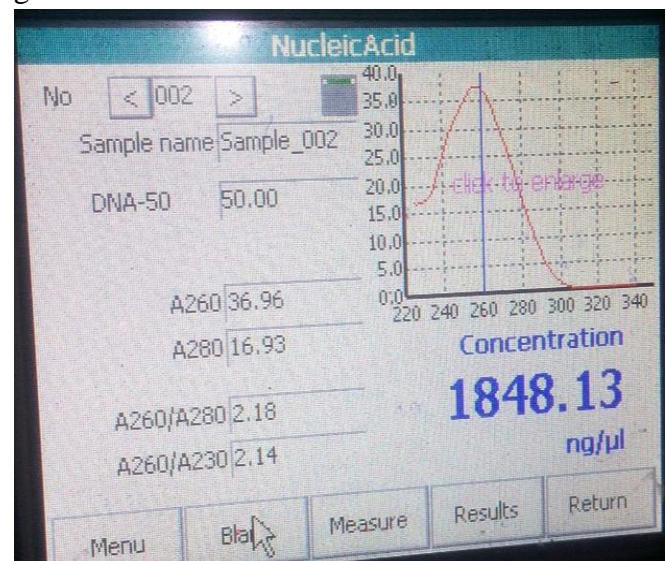 NucleicAcid
No < 002 >
Sample name Sample_002
DNA-50 50.00
A260 36.96
A280 16.93
A260/A280 2.18
A260/A230 2.14
40.0
35.0
30.0
25.0
20.0
15.0
10.0
5.0
0.0
click to enlarge
220 240 260 280 300 320 340
Concentration
1848.13
ng/µl
Menu
Measure
Results
Return